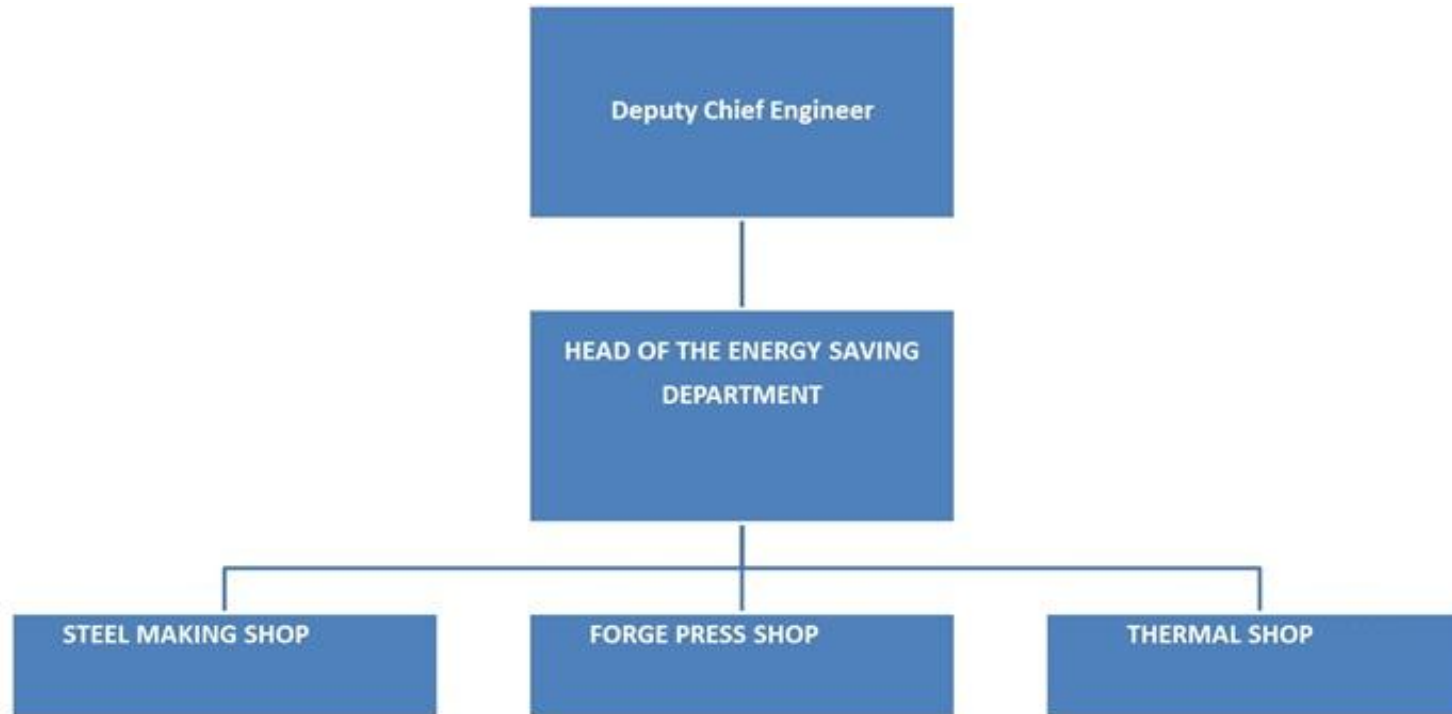 Deputy Chief Engineer
HEAD OF THE ENERGY SAVING
DEPARTMENT
STEEL MAKING SHOP
FORGE PRESS SHOP
THERMAL SHOP